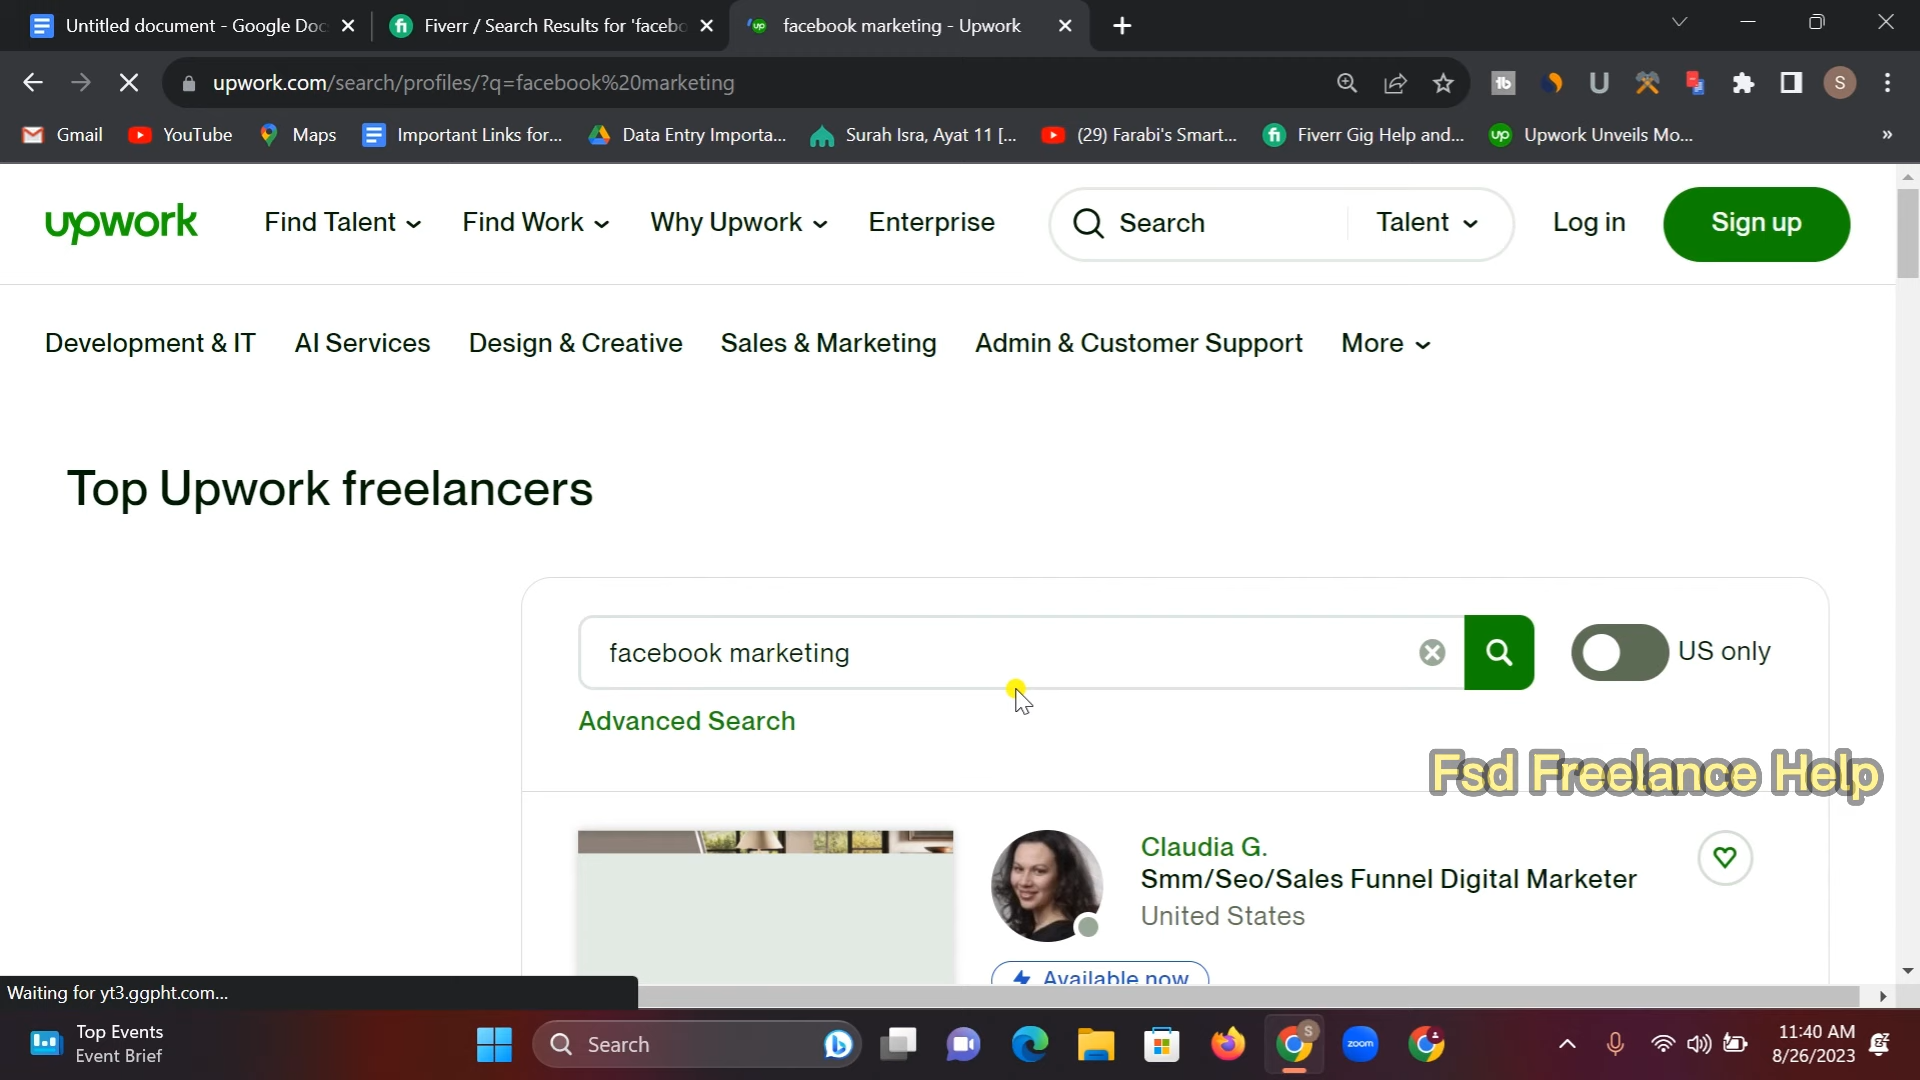 Untitled document - Google Doc
Fiverr / Search Results for 'facebo
facebook marketing - Upwork
upwork.com/search/profiles/?q=facebook%20marketing
S
Gmail
YouTube
Maps
Important Links for...
Data Entry Importa...
Surah Isra, Ayat 11 [...
(29) Farabi's Smart...
Fiverr Gig Help and...
Upwork Unveils Mo...
»
upwork
Find Talent
Find Work
Why Upwork
Enterprise
Search
Talent
Log in
Sign up
Development & IT
AI Services
Design & Creative
Sales & Marketing
Admin & Customer Support
More
Top Upwork freelancers
facebook marketing
US only
Advanced Search
Fsd Freelance Help
Claudia G.
Smm/Seo/Sales Funnel Digital Marketer
United States
Available now
Waiting for yt3.ggpht.com...
Top Events
Event Brief
Search
zoom
11:40 AM
8/26/2023